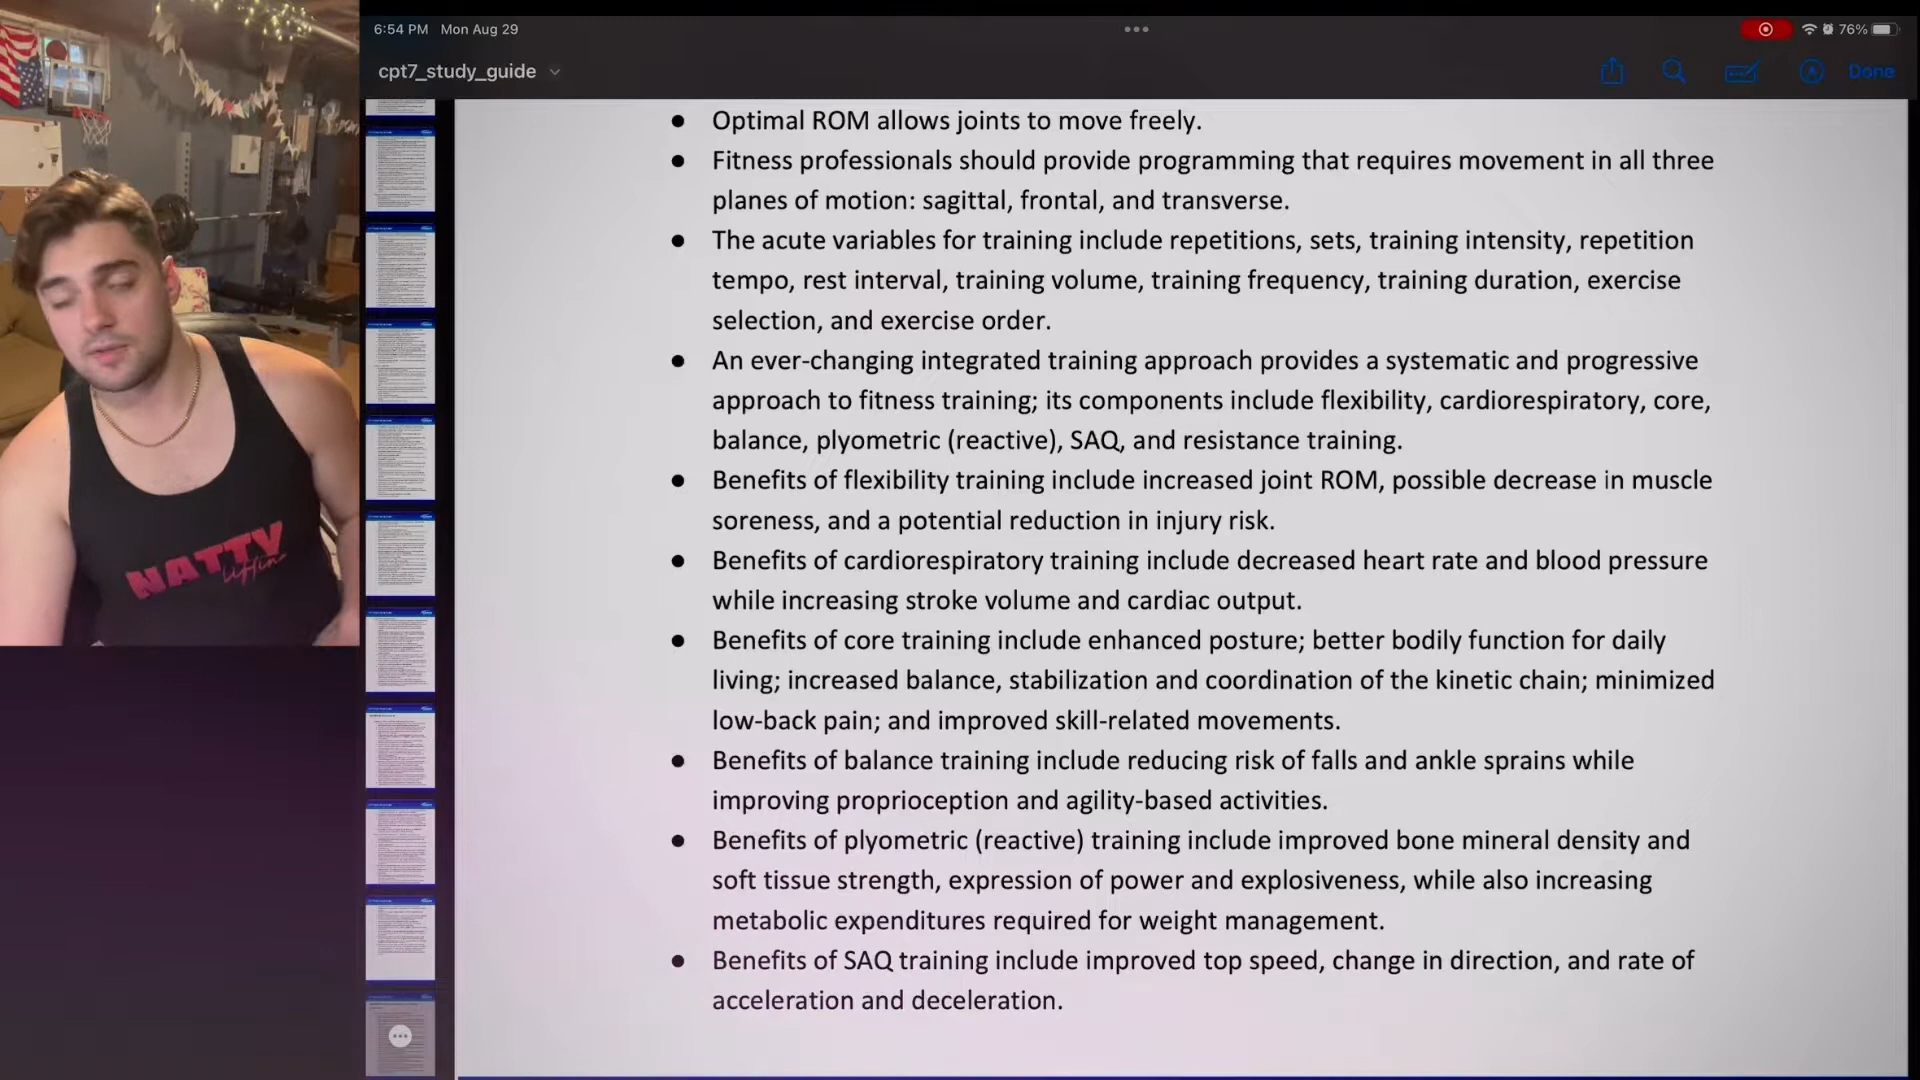 6:54 PM Mon Aug 29
76%
cpt7_study_guide
Done
• Optimal ROM allows joints to move freely.
• Fitness professionals should provide programming that requires movement in all three
planes of motion: sagittal, frontal, and transverse.
• The acute variables for training include repetitions, sets, training intensity, repetition
tempo, rest interval, training volume, training frequency, training duration, exercise
selection, and exercise order.
• An ever-changing integrated training approach provides a systematic and progressive
approach to fitness training; its components include flexibility, cardiorespiratory, core,
balance, plyometric (reactive), SAQ, and resistance training.
• Benefits of flexibility training include increased joint ROM, possible decrease in muscle
soreness, and a potential reduction in injury risk.
• Benefits of cardiorespiratory training include decreased heart rate and blood pressure
while increasing stroke volume and cardiac output.
• Benefits of core training include enhanced posture; better bodily function for daily
living; increased balance, stabilization and coordination of the kinetic chain; minimized
low-back pain; and improved skill-related movements.
• Benefits of balance training include reducing risk of falls and ankle sprains while
improving proprioception and agility-based activities.
• Benefits of plyometric (reactive) training include improved bone mineral density and
soft tissue strength, expression of power and explosiveness, while also increasing
metabolic expenditures required for weight management.
• Benefits of SAQ training include improved top speed, change in direction, and rate of
acceleration and deceleration.
NATTY
liftin